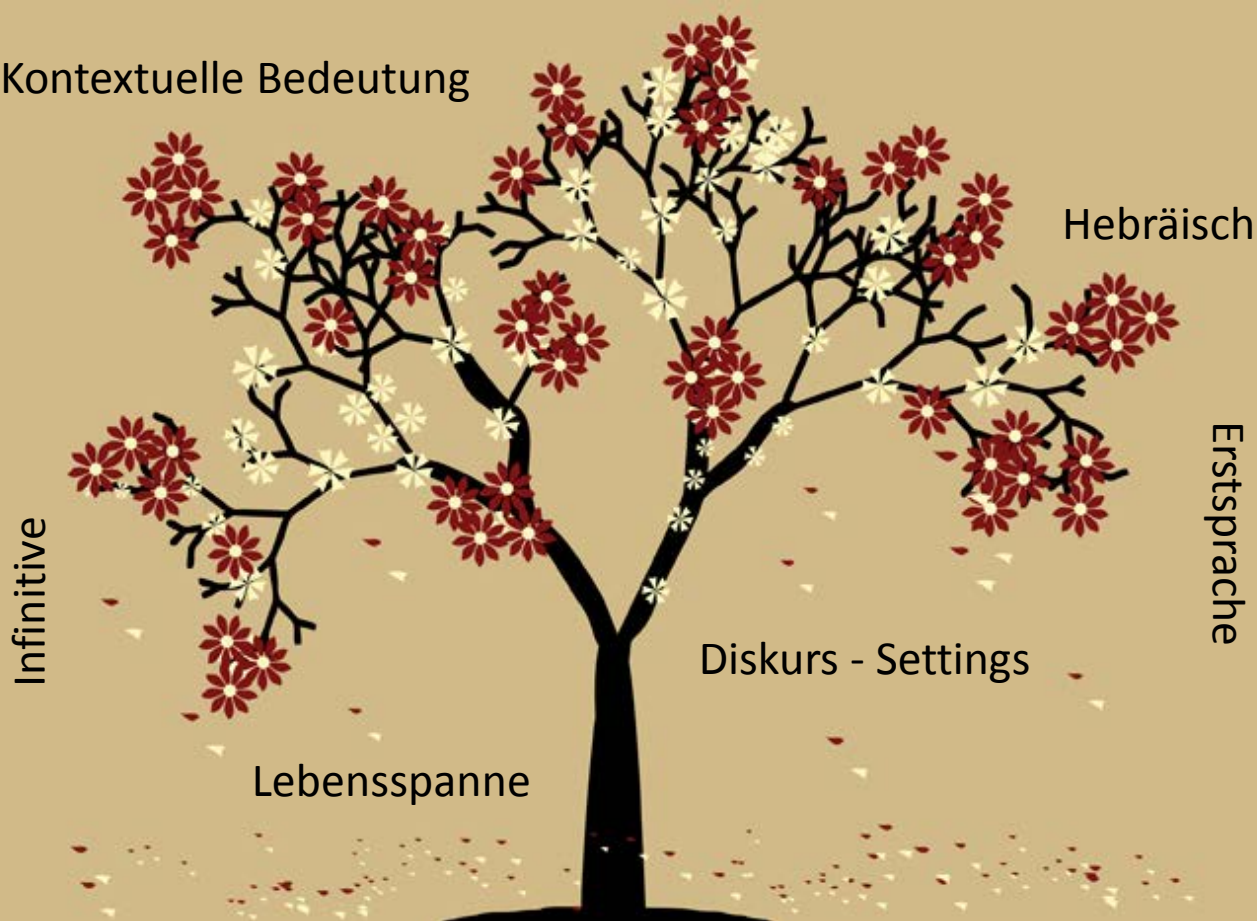 Kontextuelle Bedeutung
Hebräisch
Erstsprache
Infinitive
Diskurs - Settings
Lebensspanne